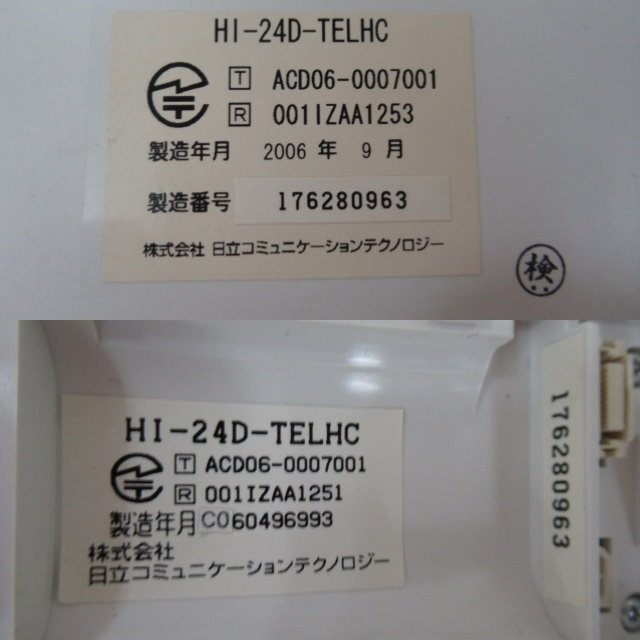 HI-24D-TELHC
T ACD06-0007001
R 001IZAA1253
製造年月 2006 年 9 月
製造番号 176280963
株式会社 日立コミュニケーションテクノロジー
検
HI-24D-TELHC
T ACD06-0007001
R 001IZAA1251
製造年月 C060496993
株式会社
日立コミュニケーションテクノロジー
176280963